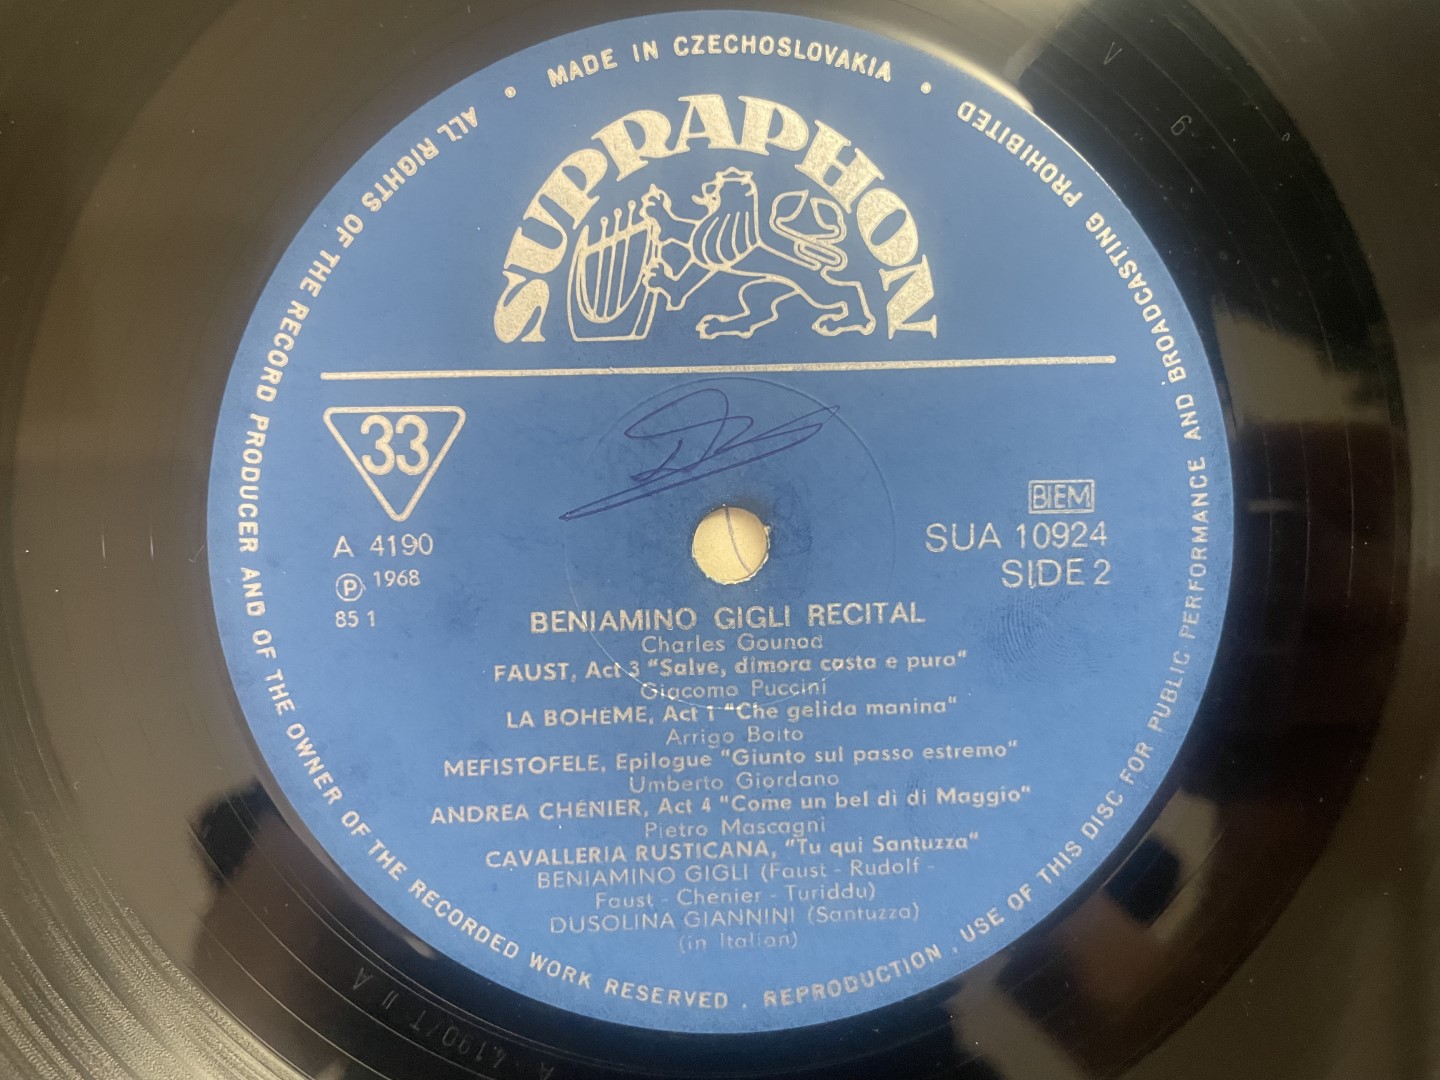 MADE IN CZECHOSLOVAKIA •
ALL RIGHTS OF THE RECORD PRODUCER AND OF THE OWNER OF THE RECORDED WORK RESERVED . REPRODUCTION . USE OF THIS DISC FOR PUBLIC PERFORMANCE AND BROADCASTING PROHIBITED
SUPRAPHON
33
A 4190
Ⓟ 1968
85 1
BIEM
SUA 10924
SIDE 2
BENIAMINO GIGLI RECITAL
Charles Gounod
FAUST, Act 3 "Salve, dimora casta e pura"
Giacomo Puccini
LA BOHÉME, Act 1 "Che gelida manina"
Arrigo Boito
MEFISTOFELE, Epilogue "Giunto sul passo estremo"
Umberto Giordano
ANDREA CHÉNIER, Act 4 "Come un bel di di Maggio"
Pietro Mascagni
CAVALLERIA RUSTICANA, "Tu qui Santuzza"
BENIAMINO GIGLI (Faust - Rudolf -
Faust - Chénier - Turiddu)
DUSOLINA GIANNINI (Santuzza)
(in Italian)
A 4190/T II A